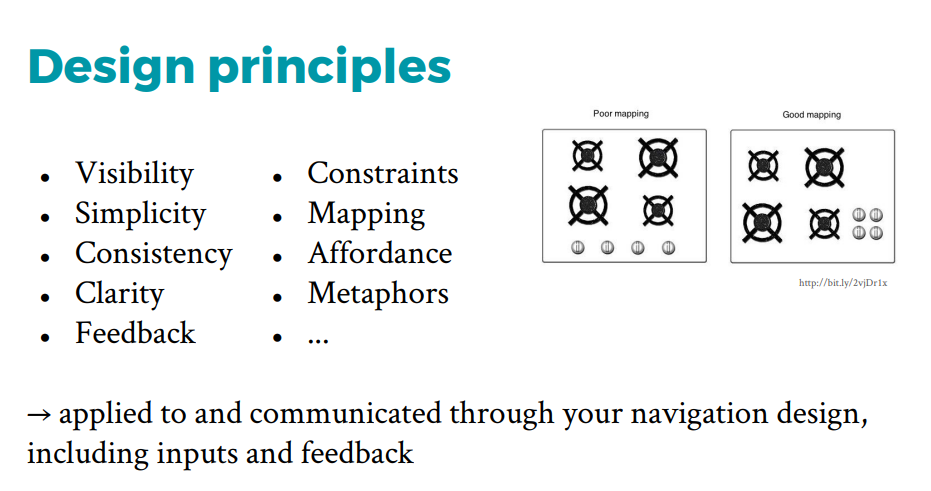 Design principles
• Visibility
• Simplicity
• Consistency
• Clarity
• Feedback
• Constraints
• Mapping
• Affordance
• Metaphors
• ...
Poor mapping
Good mapping
http://bit.ly/2vjDr1x
→ applied to and communicated through your navigation design,
including inputs and feedback